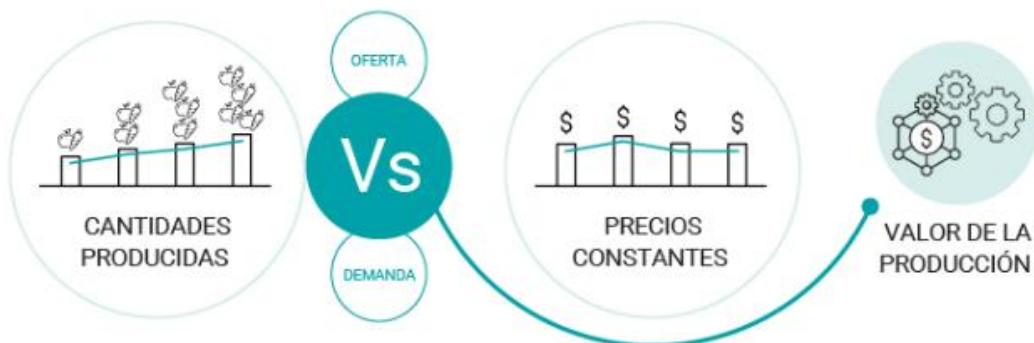 OFERTA
Vs
DEMANDA
CANTIDADES
PRODUCIDAS
$ $ $ $
PRECIOS
CONSTANTES
$
VALOR DE LA
PRODUCCIÓN